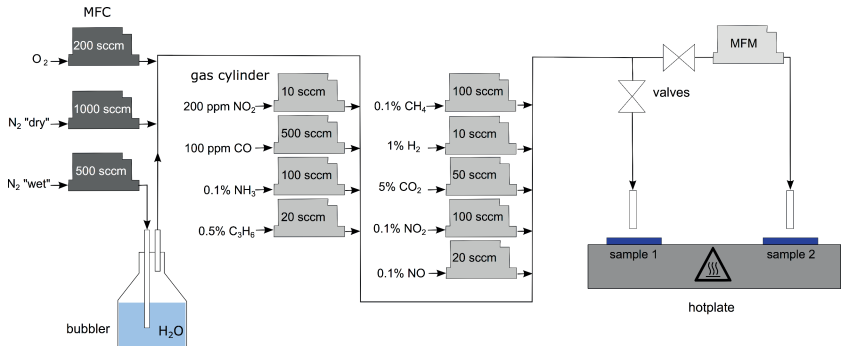 MFC
O2 200 sccm
N2 "dry" 1000 sccm
N2 "wet" 500 sccm
bubbler
H2O
gas cylinder
200 ppm NO2 10 sccm
100 ppm CO 500 sccm
0.1% NH3 100 sccm
0.5% C3H6 20 sccm
0.1% CH4 100 sccm
1% H2 10 sccm
5% CO2 50 sccm
0.1% NO2 100 sccm
0.1% NO 20 sccm
MFM
valves
sample 1
sample 2
hotplate